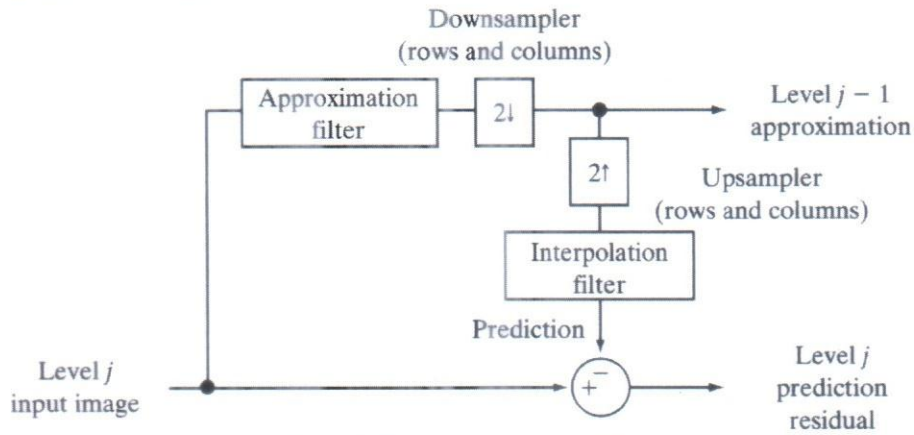 Downsampler
(rows and columns)
Approximation
filter
2↓
Level j − 1
approximation
2↑
Upsampler
(rows and columns)
Interpolation
filter
Prediction
Level j
input image
+
−
Level j
prediction
residual